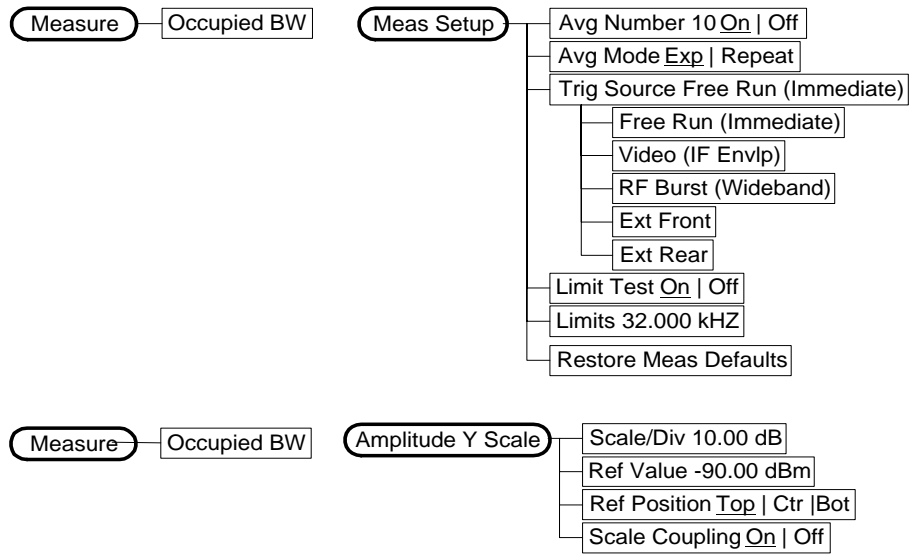 Measure
Occupied BW
Meas Setup
Avg Number 10 On | Off
Avg Mode Exp | Repeat
Trig Source Free Run (Immediate)
Free Run (Immediate)
Video (IF Envlp)
RF Burst (Wideband)
Ext Front
Ext Rear
Limit Test On | Off
Limits 32.000 kHZ
Restore Meas Defaults
Measure
Occupied BW
Amplitude Y Scale
Scale/Div 10.00 dB
Ref Value -90.00 dBm
Ref Position Top | Ctr |Bot
Scale Coupling On | Off